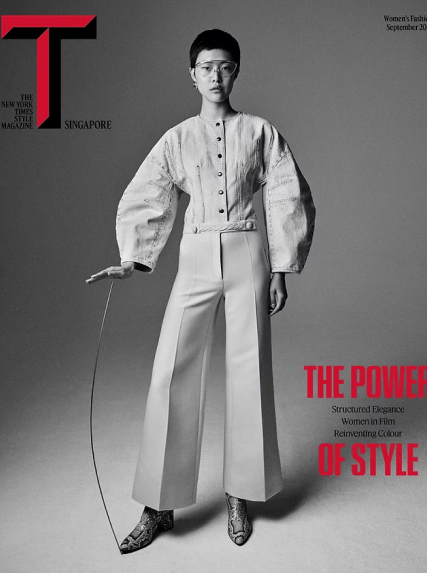 T
THE
NEW YORK
TIMES
STYLE
MAGAZINE
SINGAPORE
Women's
September
THE POWER
Structured Elegance
Women in Film
Reinventing Colour
OF STYLE